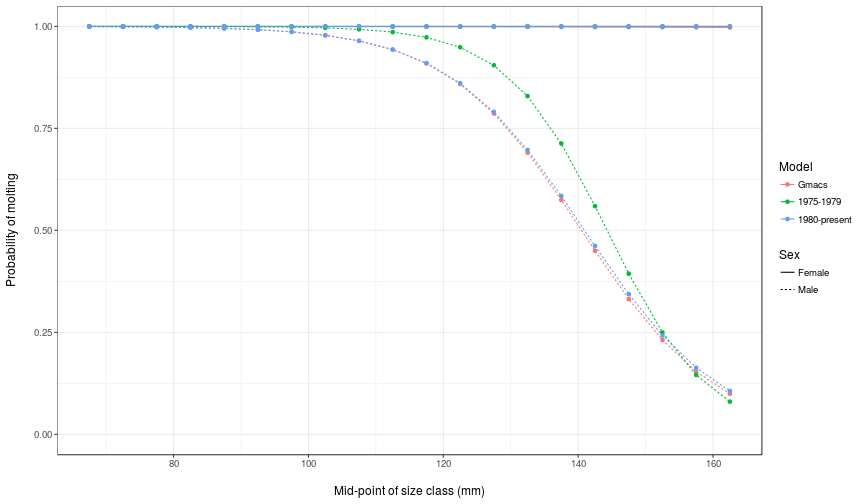 Probability of molting
1.00
0.75
0.50
0.25
0.00
80
100
120
140
160
Mid-point of size class (mm)
Model
Gmacs
1975-1979
1980-present
Sex
Female
Male